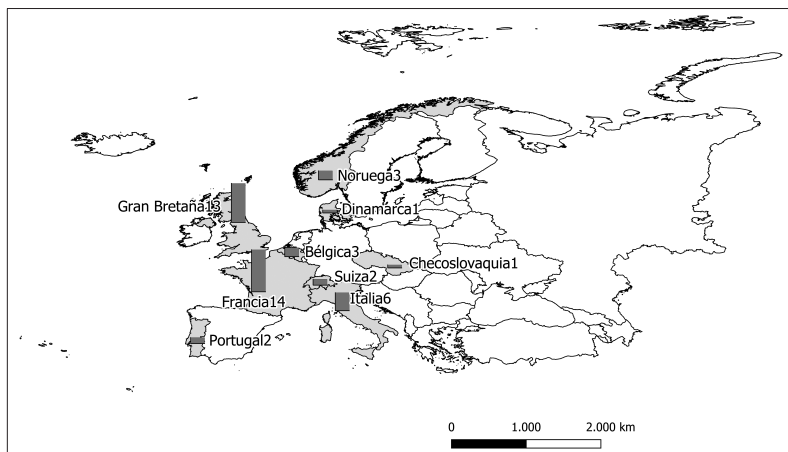 Noruega3
Gran Bretaña13
Dinamarca1
Bélgica3
Checoslovaquia1
Suiza2
Francia14
Italia6
Portugal2
0 1.000 2.000 km